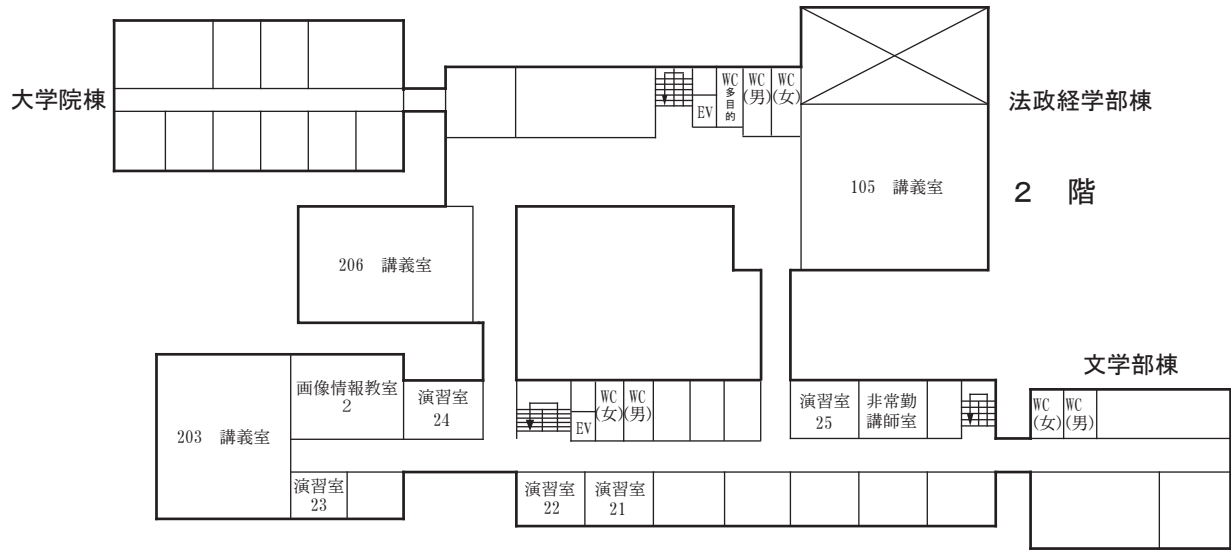 大学院棟
WC
多目的
WC
(男)
WC
(女)
EV
法政経学部棟
105 講義室
2 階
206 講義室
文学部棟
画像情報教室
2
演習室
24
203 講義室
EV
WC
(女)
WC
(男)
演習室
25
非常勤
講師室
WC
(女)
WC
(男)
演習室
23
演習室
22
演習室
21